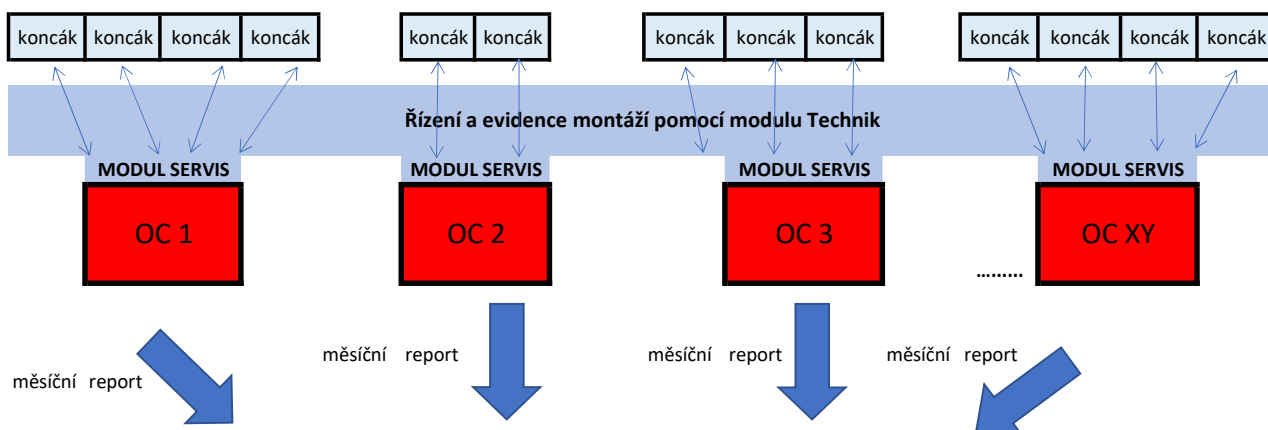 koncák koncák koncák koncák koncák koncák koncák koncák koncák koncák koncák koncák koncák
Řízení a evidence montáží pomocí modulu Technik
MODUL SERVIS MODUL SERVIS MODUL SERVIS MODUL SERVIS
OC 1 OC 2 OC 3 OC XY
.........
měsíční report měsíční report měsíční report
měsíční report